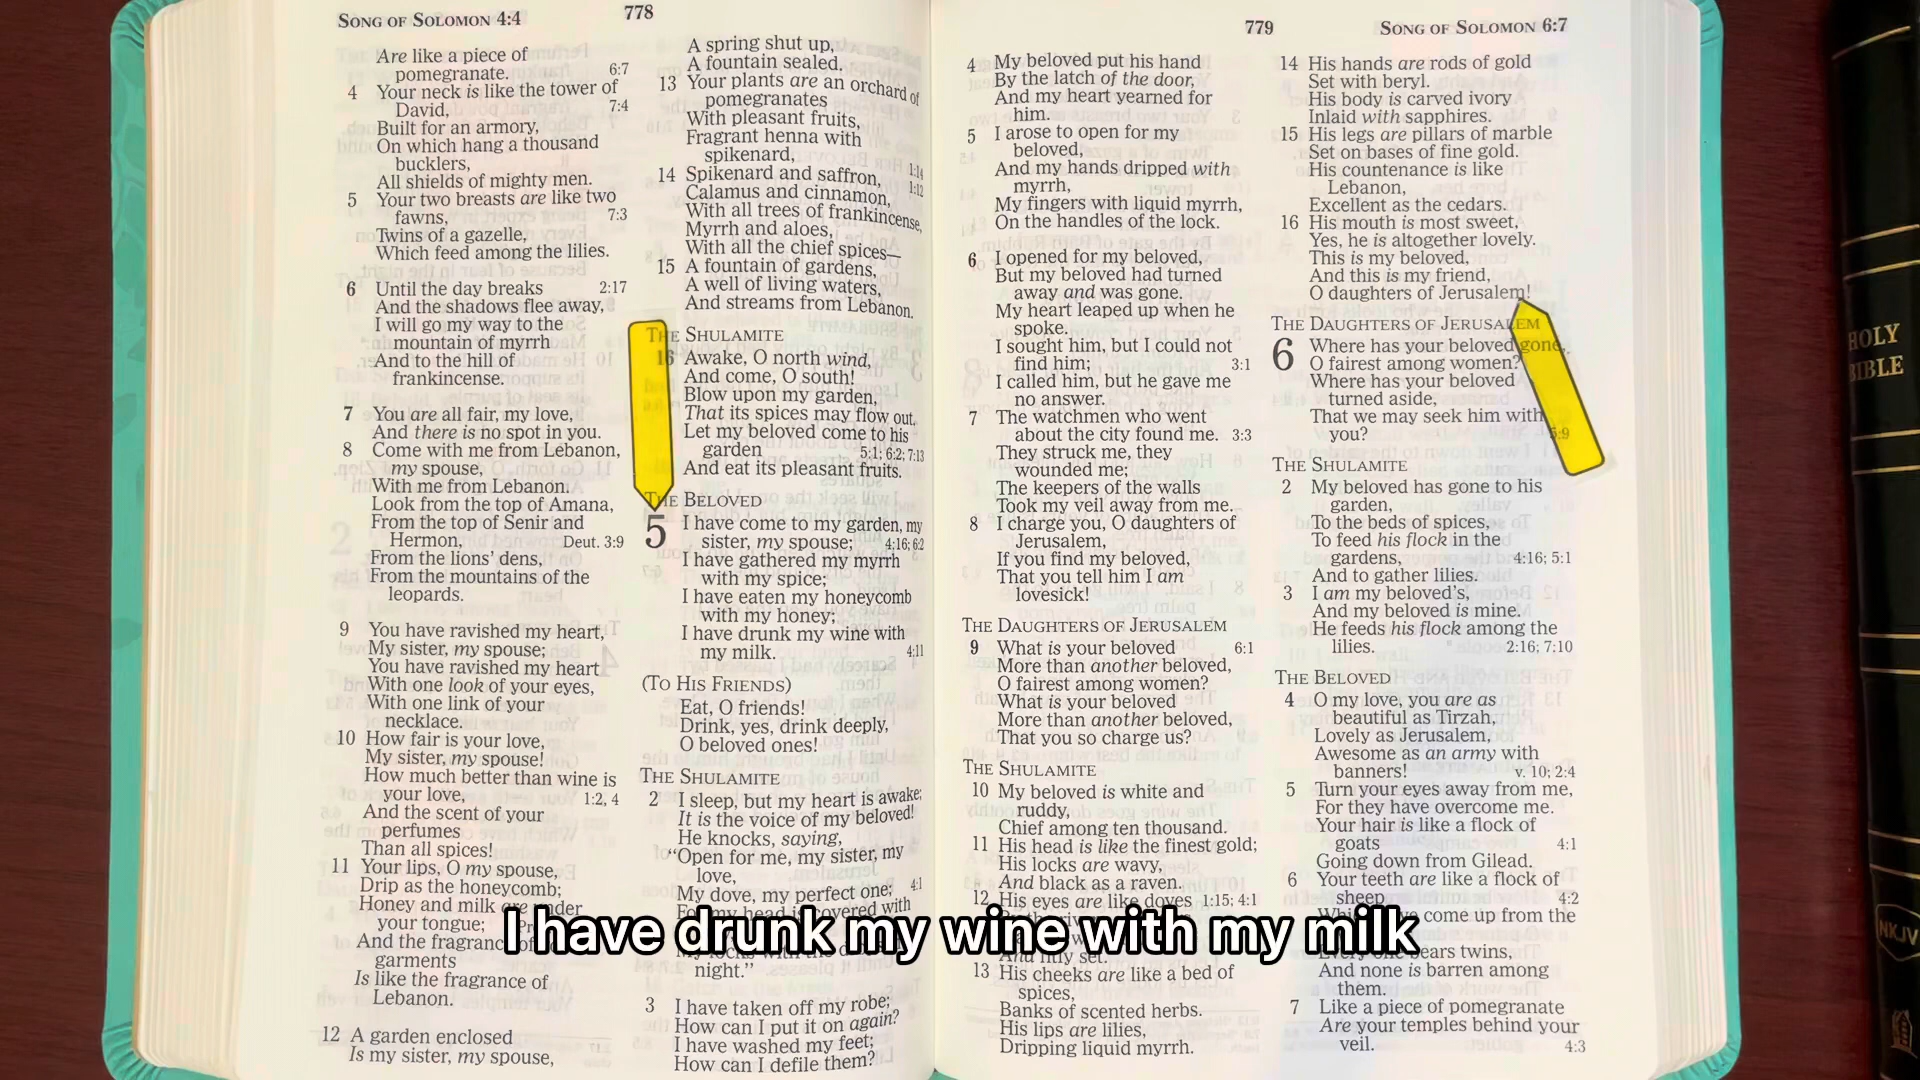 SONG OF SOLOMON 4:4
778
Are like a piece of
pomegranate. 6:7
4 Your neck is like the tower of
David, 7:4
Built for an armory,
On which hang a thousand
bucklers,
All shields of mighty men.
5 Your two breasts are like two
fawns, 7:3
Twins of a gazelle,
Which feed among the lilies.
6 Until the day breaks 2:17
And the shadows flee away,
I will go my way to the
mountain of myrrh
And to the hill of
frankincense.
7 You are all fair, my love,
And there is no spot in you.
8 Come with me from Lebanon,
my spouse,
With me from Lebanon.
Look from the top of Amana,
From the top of Senir and
Hermon, Deut. 3:9
From the lions' dens,
From the mountains of the
leopards.
9 You have ravished my heart,
My sister, my spouse;
You have ravished my heart
With one look of your eyes,
With one link of your
necklace.
10 How fair is your love,
My sister, my spouse!
How much better than wine is
your love, 1:2, 4
And the scent of your
perfumes
Than all spices!
11 Your lips, O my spouse,
Drip as the honeycomb;
Honey and milk are under
your tongue;
And the fragrance of
garments
Is like the fragrance of
Lebanon.
12 A garden enclosed
Is my sister, my spouse,
A spring shut up,
A fountain sealed.
13 Your plants are an orchard of
pomegranates
With pleasant fruits,
Fragrant henna with
spikenard,
14 Spikenard and saffron, 1:14
Calamus and cinnamon, 1:12
With all trees of frankincense,
Myrrh and aloes,
With all the chief spices—
15 A fountain of gardens,
A well of living waters,
And streams from Lebanon.
THE SHULAMITE
16 Awake, O north wind,
And come, O south!
Blow upon my garden,
That its spices may flow out.
Let my beloved come to his
garden 5:1; 6:2; 7:13
And eat its pleasant fruits.
THE BELOVED
5 I have come to my garden, my
sister, my spouse; 4:16; 6:2
I have gathered my myrrh
with my spice;
I have eaten my honeycomb
with my honey;
I have drunk my wine with
my milk. 4:11
(TO HIS FRIENDS)
Eat, O friends!
Drink, yes, drink deeply,
O beloved ones!
THE SHULAMITE
2 I sleep, but my heart is awake;
It is the voice of my beloved!
He knocks, saying,
“Open for me, my sister, my
love,
My dove, my perfect one; 4:1
For my head is covered with
My locks with the
night.”
3 I have taken off my robe;
How can I put it on again?
I have washed my feet;
How can I defile them?
779
SONG OF SOLOMON 6:7
4 My beloved put his hand
By the latch of the door,
And my heart yearned for
him.
5 I arose to open for my
beloved,
And my hands dripped with
myrrh,
My fingers with liquid myrrh,
On the handles of the lock.
6 I opened for my beloved,
But my beloved had turned
away and was gone.
My heart leaped up when he
spoke.
I sought him, but I could not
find him; 3:1
I called him, but he gave me
no answer.
7 The watchmen who went
about the city found me. 3:3
They struck me, they
wounded me;
The keepers of the walls
Took my veil away from me.
8 I charge you, O daughters of
Jerusalem,
If you find my beloved,
That you tell him I am
lovesick!
THE DAUGHTERS OF JERUSALEM
9 What is your beloved 6:1
More than another beloved,
O fairest among women?
What is your beloved
More than another beloved,
That you so charge us?
THE SHULAMITE
10 My beloved is white and
ruddy,
Chief among ten thousand.
11 His head is like the finest gold;
His locks are wavy,
And black as a raven.
12 His eyes are like doves 1:15; 4:1
And fitly set.
13 His cheeks are like a bed of
spices,
Banks of scented herbs.
His lips are lilies,
Dripping liquid myrrh.
14 His hands are rods of gold
Set with beryl.
His body is carved ivory
Inlaid with sapphires.
15 His legs are pillars of marble
Set on bases of fine gold.
His countenance is like
Lebanon,
Excellent as the cedars.
16 His mouth is most sweet,
Yes, he is altogether lovely.
This is my beloved,
And this is my friend,
O daughters of Jerusalem!
THE DAUGHTERS OF JERUSALEM
6 Where has your beloved gone,
O fairest among women?
Where has your beloved
turned aside,
That we may seek him with
you? 5:9
THE SHULAMITE
2 My beloved has gone to his
garden,
To the beds of spices,
To feed his flock in the
gardens, 4:16; 5:1
And to gather lilies.
3 I am my beloved's,
And my beloved is mine.
He feeds his flock among the
lilies. 2:16; 7:10
THE BELOVED
4 O my love, you are as
beautiful as Tirzah,
Lovely as Jerusalem,
Awesome as an army with
banners! v. 10; 2:4
5 Turn your eyes away from me,
For they have overcome me.
Your hair is like a flock of
goats 4:1
Going down from Gilead.
6 Your teeth are like a flock of
sheep 4:2
come up from the
Every one bears twins,
And none is barren among
them.
7 Like a piece of pomegranate
Are your temples behind your
veil. 4:3
I have drunk my wine with my milk
HOLY
BIBLE
NKJV